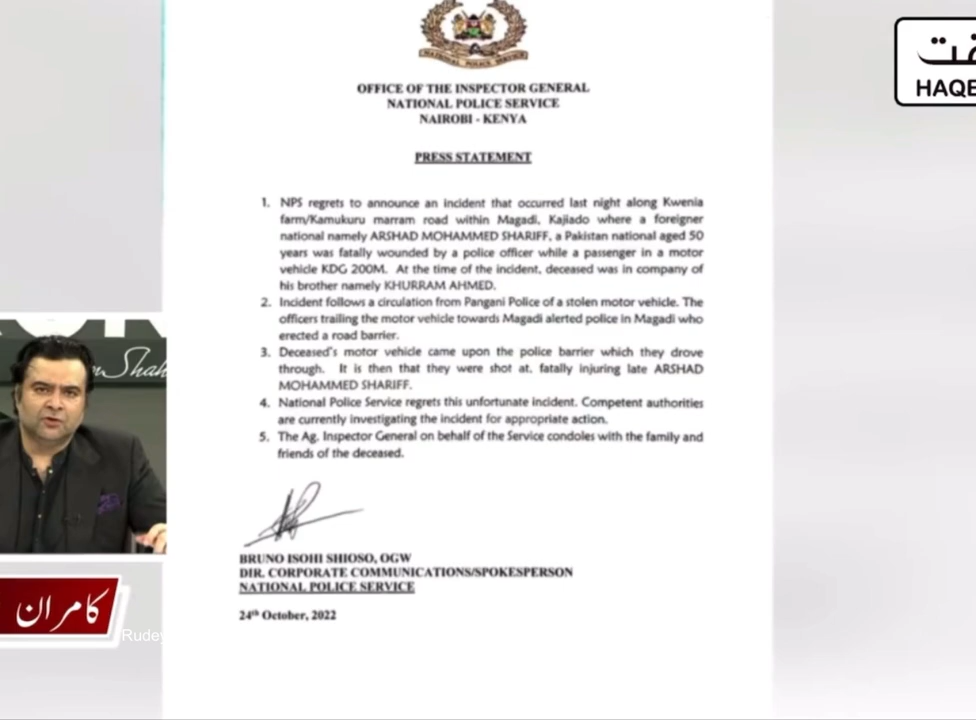 NATIONAL POLICE SERVICE
OFFICE OF THE INSPECTOR GENERAL
NATIONAL POLICE SERVICE
NAIROBI - KENYA
PRESS STATEMENT
1. NPS regrets to announce an incident that occurred last night along Kwenia
farm/Kamukuru marram road within Magadi, Kajiado where a foreigner
national namely ARSHAD MOHAMMED SHARIFF, a Pakistan national aged 50
years was fatally wounded by a police officer while a passenger in a motor
vehicle KDG 200M. At the time of the incident, deceased was in company of
his brother namely KHURRAM AHMED.
2. Incident follows a circulation from Pangani Police of a stolen motor vehicle. The
officers trailing the motor vehicle towards Magadi alerted police in Magadi who
erected a road barrier.
3. Deceased's motor vehicle came upon the police barrier which they drove
through. It is then that they were shot at, fatally injuring late ARSHAD
MOHAMMED SHARIFF.
4. National Police Service regrets this unfortunate incident. Competent authorities
are currently investigating the incident for appropriate action.
5. The Ag. Inspector General on behalf of the Service condoles with the family and
friends of the deceased.
BRUNO ISOHI SHIOSO, OGW
DIR. CORPORATE COMMUNICATIONS/SPOKESPERSON
NATIONAL POLICE SERVICE
24th October, 2022
HAQE
Shah
کامران
Rude